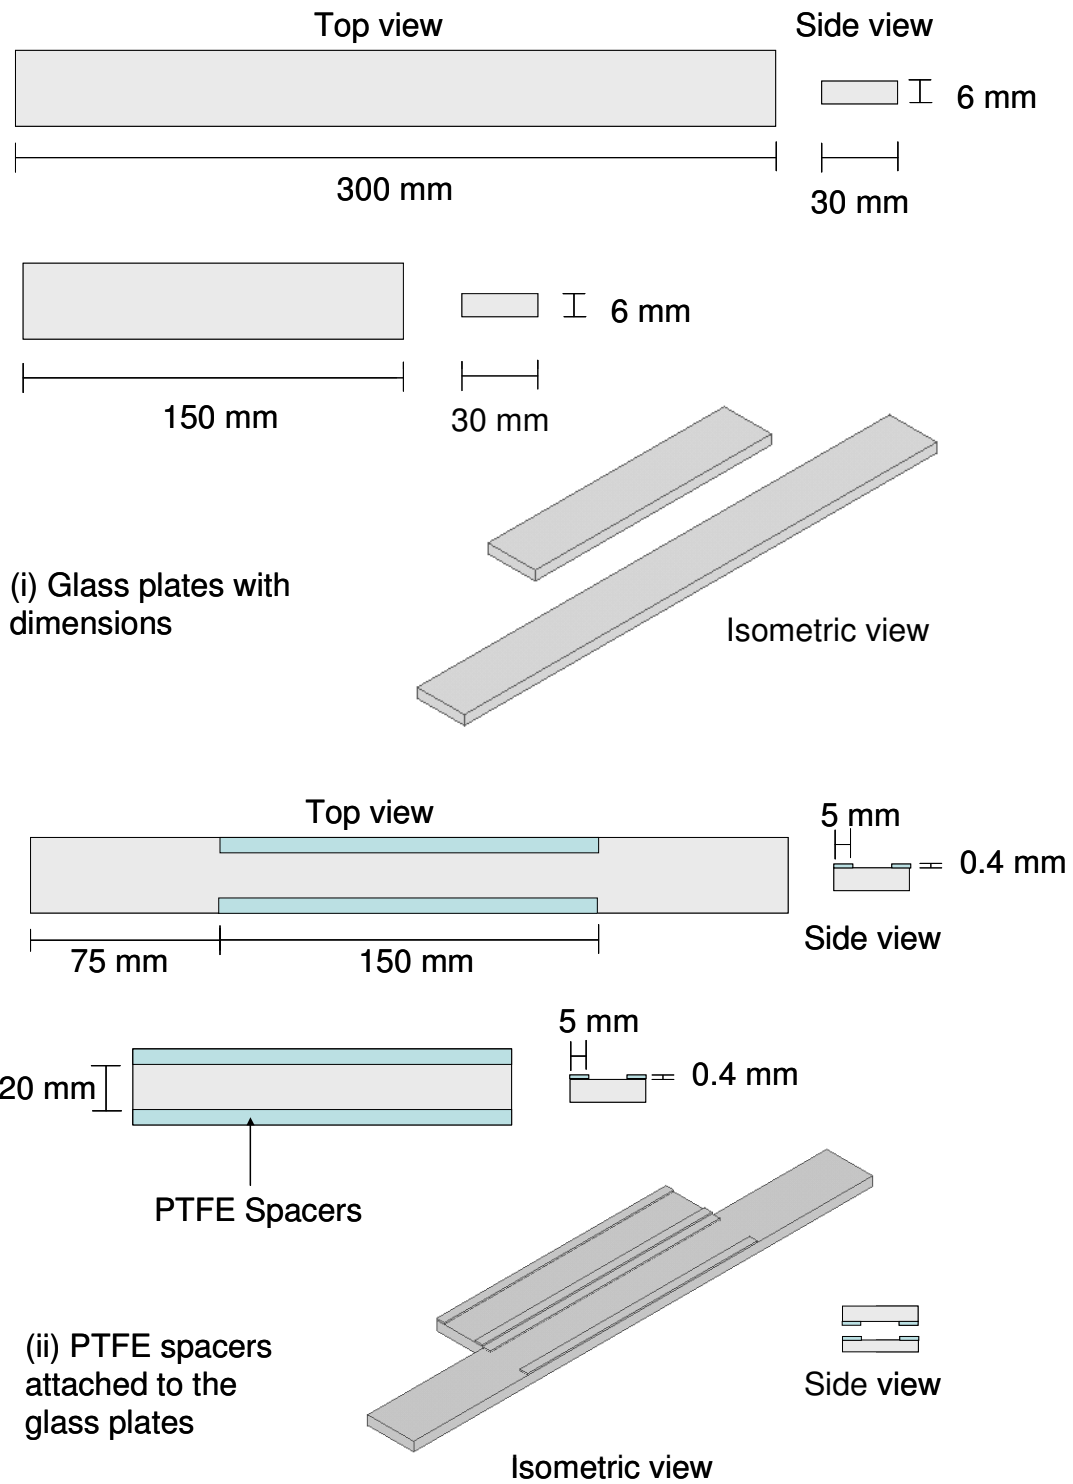 Top view
Side view
6 mm
300 mm
30 mm
6 mm
150 mm
30 mm
(i) Glass plates with
dimensions
Isometric view
Top view
5 mm
0.4 mm
75 mm
150 mm
Side view
5 mm
20 mm
0.4 mm
PTFE Spacers
(ii) PTFE spacers
attached to the
glass plates
Side view
Isometric view